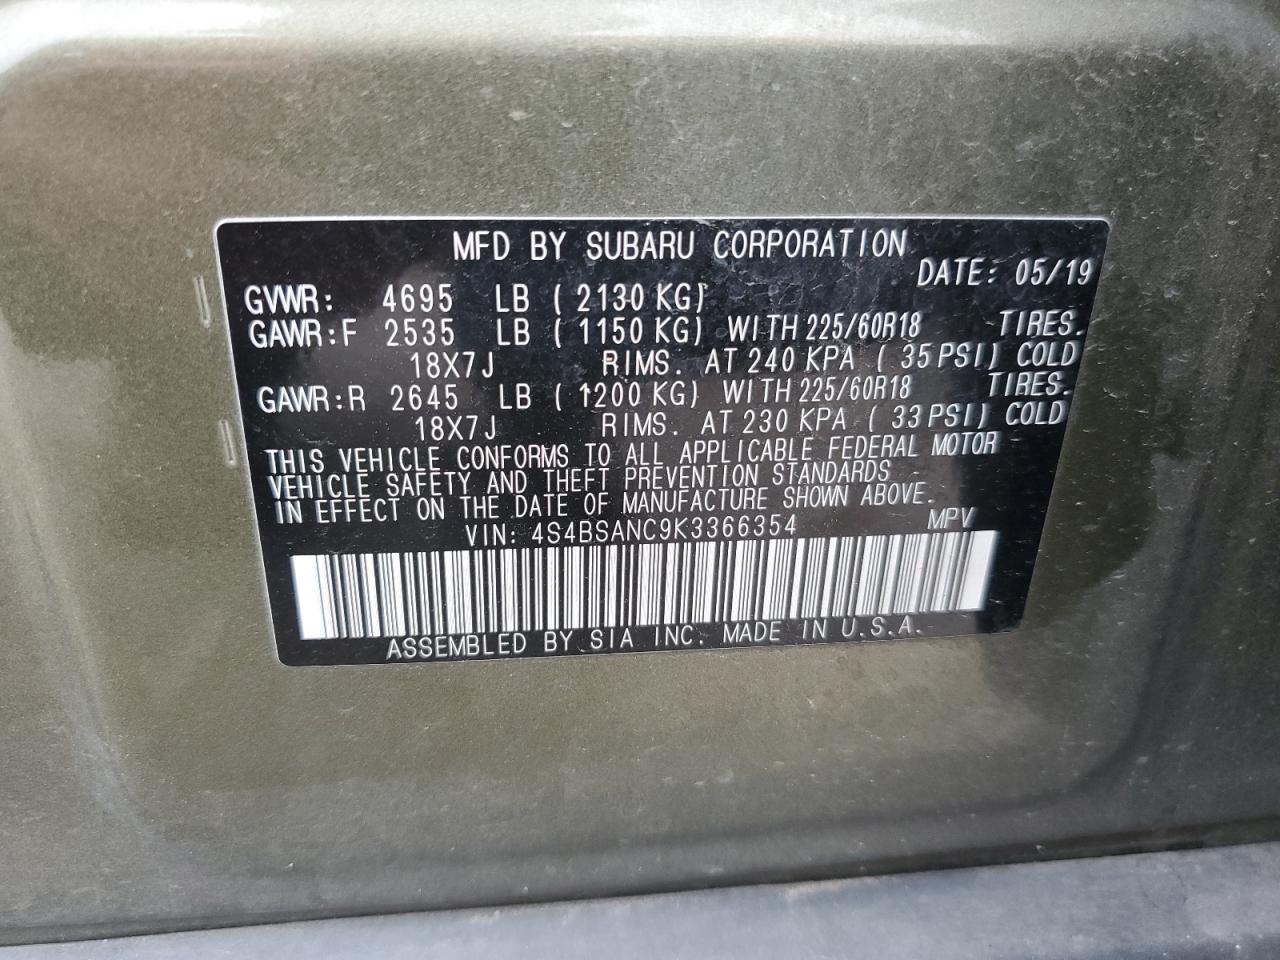 MFD BY SUBARU CORPORATION
DATE: 05/19
GVWR: 4695 LB ( 2130 KG)
GAWR:F 2535 LB ( 1150 KG) WITH 225/60R18 TIRES.
18X7J RIMS. AT 240 KPA ( 35 PSI) COLD
GAWR:R 2645 LB ( 1200 KG) WITH 225/60R18 TIRES.
18X7J RIMS. AT 230 KPA ( 33 PSI) COLD
THIS VEHICLE CONFORMS TO ALL APPLICABLE FEDERAL MOTOR
VEHICLE SAFETY AND THEFT PREVENTION STANDARDS
IN EFFECT ON THE DATE OF MANUFACTURE SHOWN ABOVE.
VIN: 4S4BSANC9K3366354 MPV
ASSEMBLED BY SIA INC. MADE IN U.S.A.